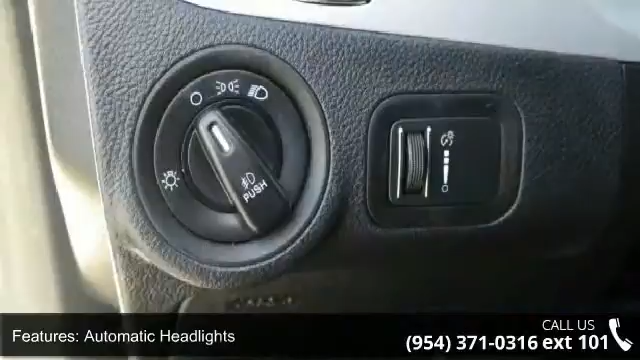 PUSH
Features: Automatic Headlights
CALL US
(954) 371-0316 ext 101